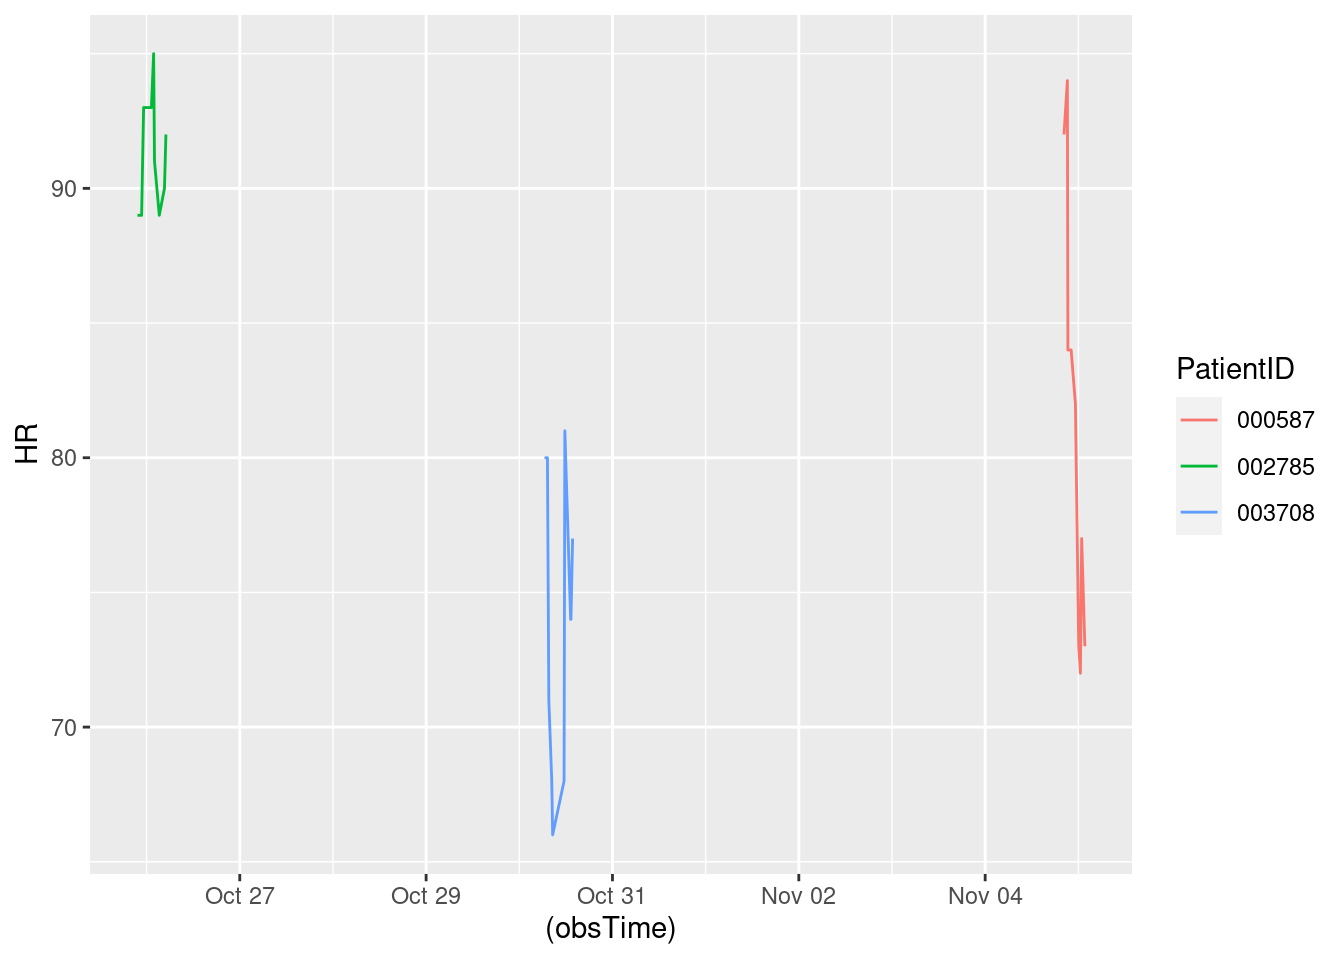 HR
90
80
70
Oct 27
Oct 29
Oct 31
Nov 02
Nov 04
(obsTime)
PatientID
000587
002785
003708